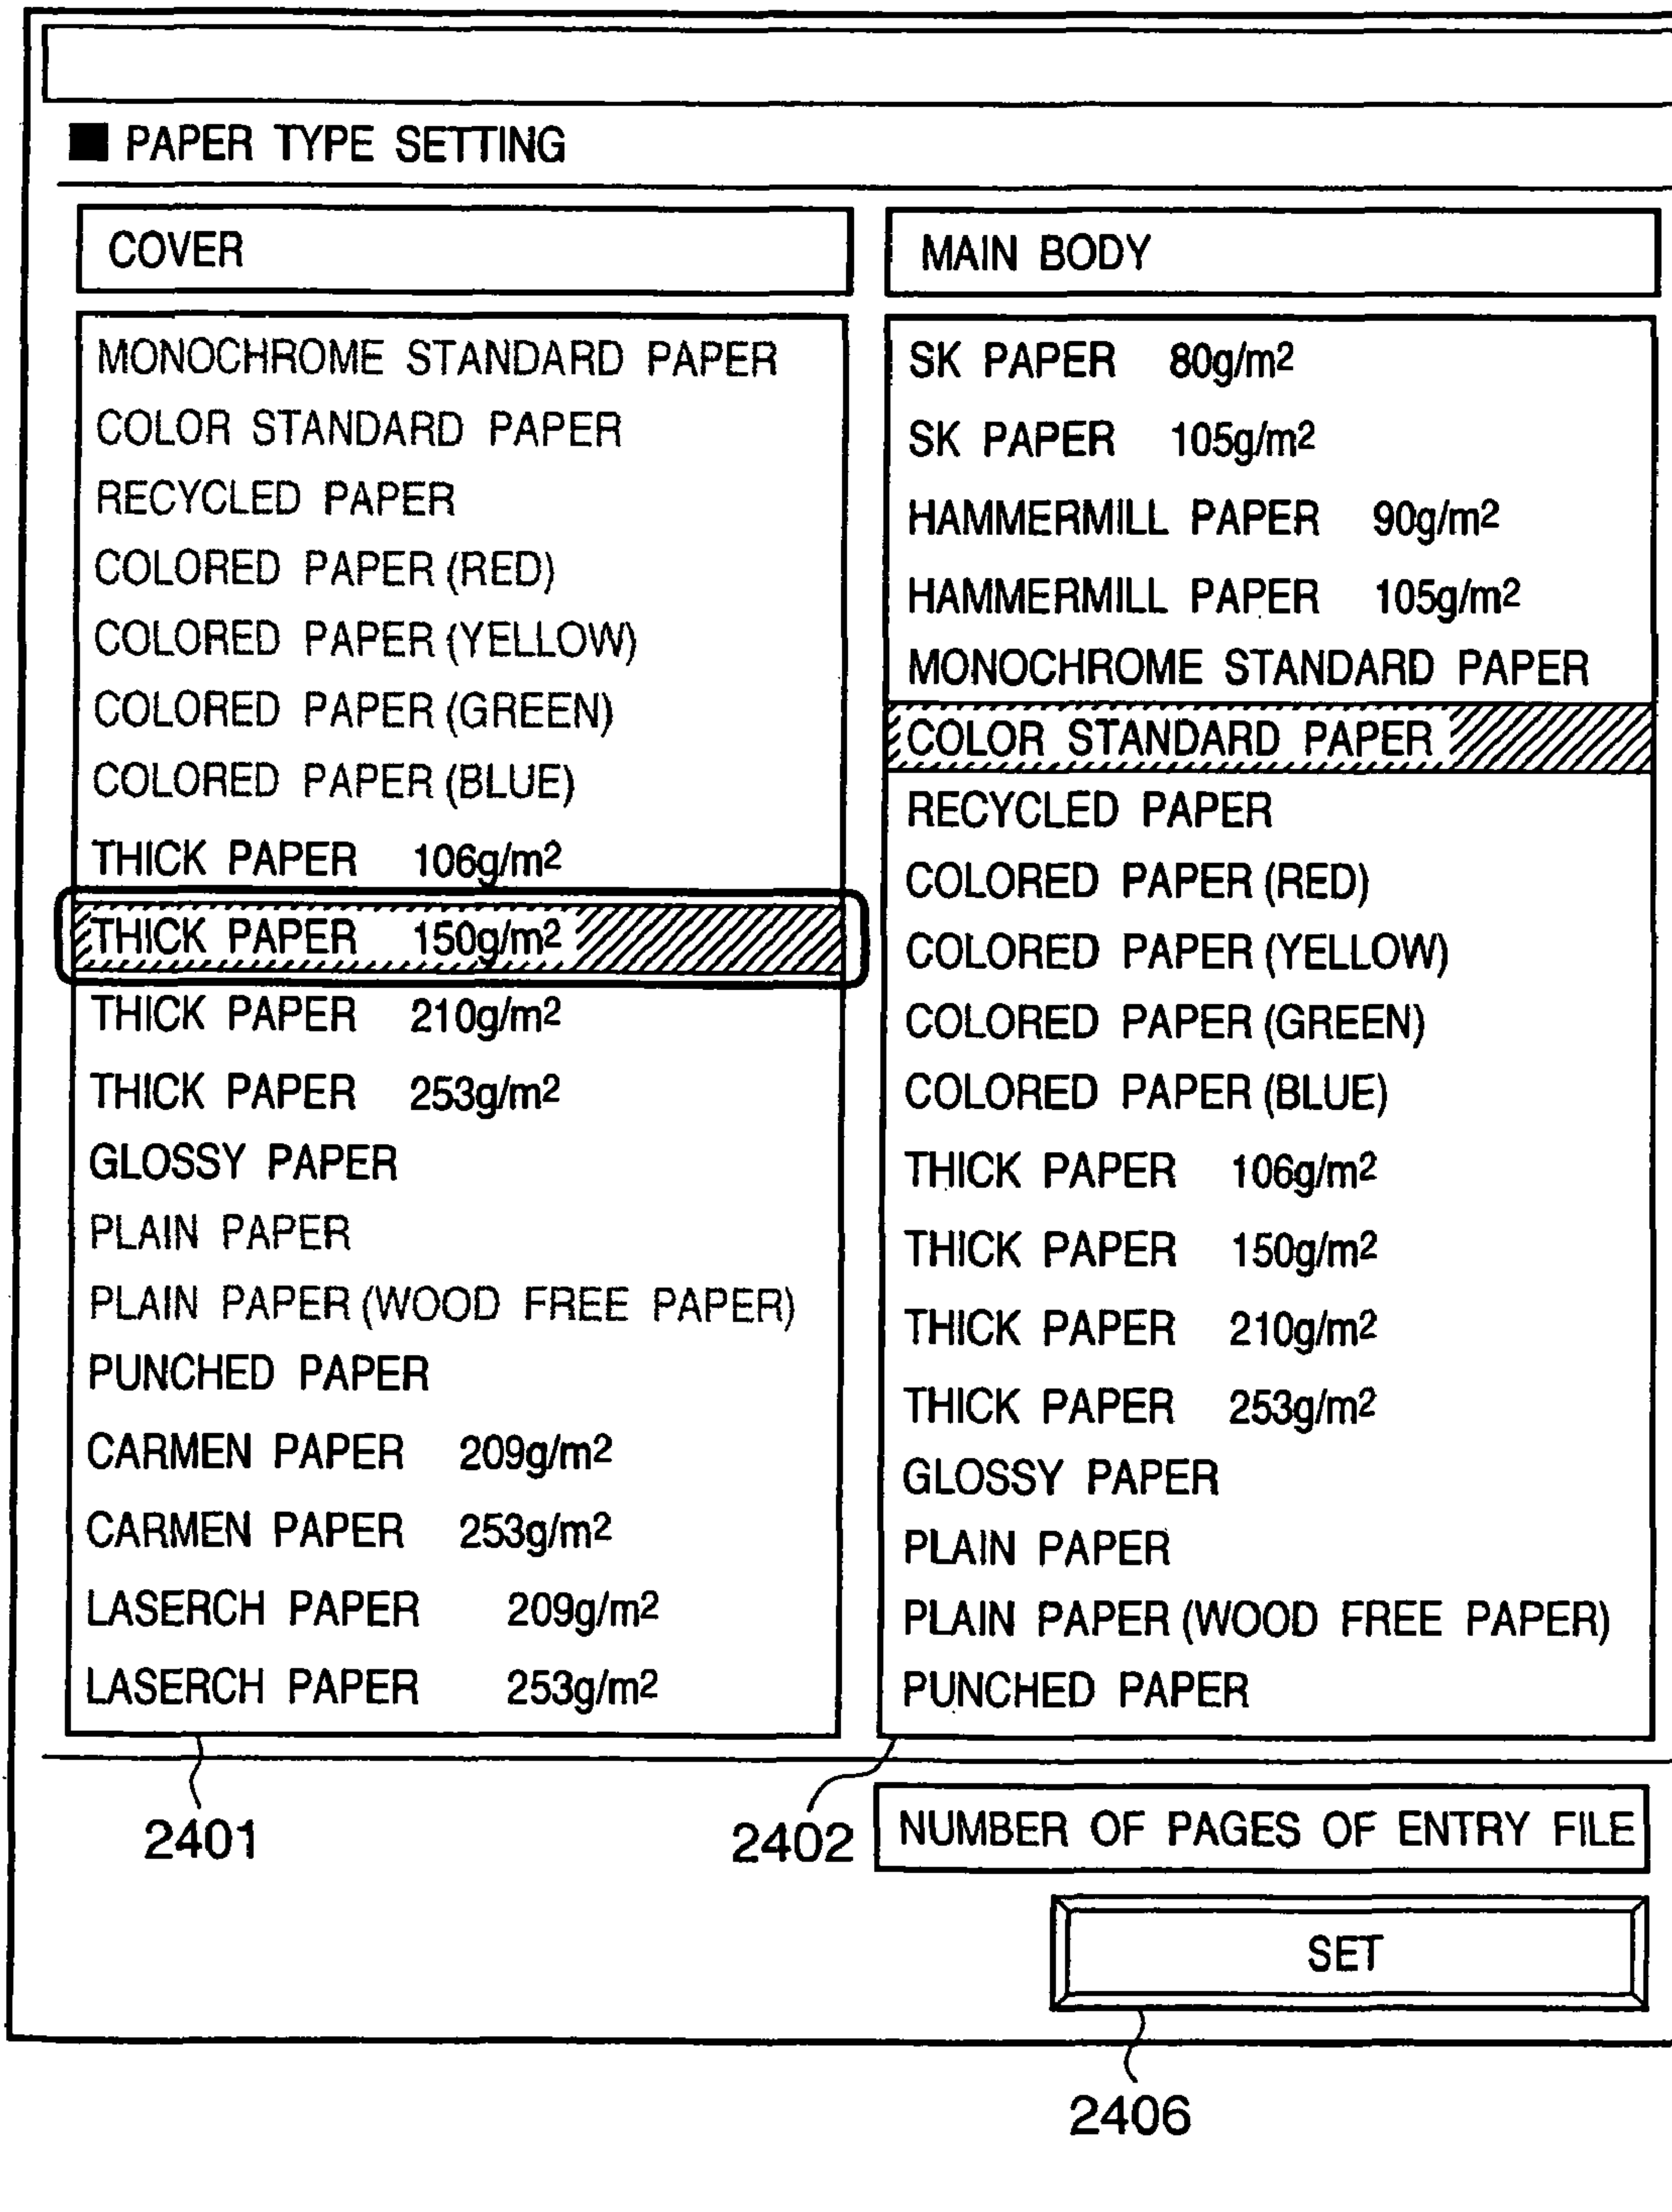 ■ PAPER TYPE SETTING
COVER
MONOCHROME STANDARD PAPER
COLOR STANDARD PAPER
RECYCLED PAPER
COLORED PAPER (RED)
COLORED PAPER (YELLOW)
COLORED PAPER (GREEN)
COLORED PAPER (BLUE)
THICK PAPER 106g/m2
THICK PAPER 150g/m2
THICK PAPER 210g/m2
THICK PAPER 253g/m2
GLOSSY PAPER
PLAIN PAPER
PLAIN PAPER (WOOD FREE PAPER)
PUNCHED PAPER
CARMEN PAPER 209g/m2
CARMEN PAPER 253g/m2
LASERCH PAPER 209g/m2
LASERCH PAPER 253g/m2
2401
MAIN BODY
SK PAPER 80g/m2
SK PAPER 105g/m2
HAMMERMILL PAPER 90g/m2
HAMMERMILL PAPER 105g/m2
MONOCHROME STANDARD PAPER
COLOR STANDARD PAPER
RECYCLED PAPER
COLORED PAPER (RED)
COLORED PAPER (YELLOW)
COLORED PAPER (GREEN)
COLORED PAPER (BLUE)
THICK PAPER 106g/m2
THICK PAPER 150g/m2
THICK PAPER 210g/m2
THICK PAPER 253g/m2
GLOSSY PAPER
PLAIN PAPER
PLAIN PAPER (WOOD FREE PAPER)
PUNCHED PAPER
2402
NUMBER OF PAGES OF ENTRY FILE
SET
2406